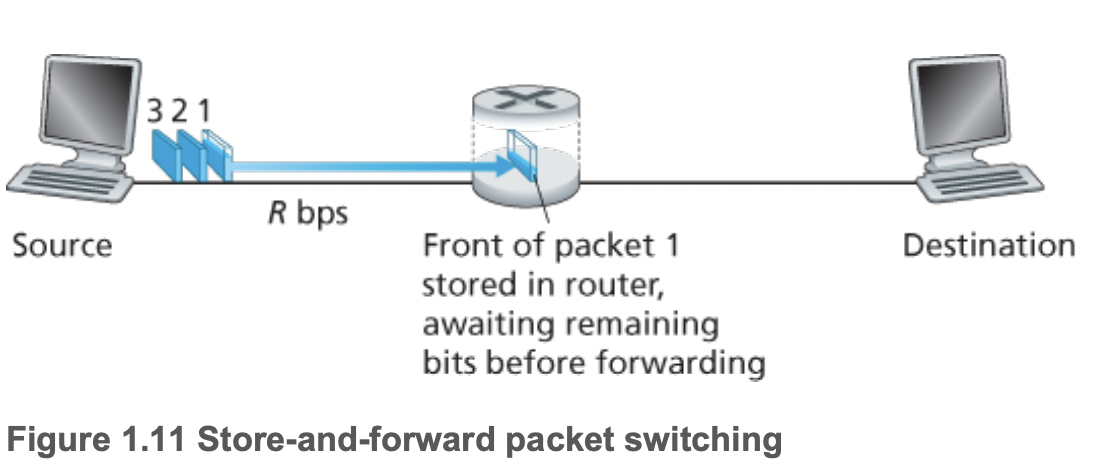 3 2 1
R bps
Source
Front of packet 1
stored in router,
awaiting remaining
bits before forwarding
Destination
Figure 1.11 Store-and-forward packet switching